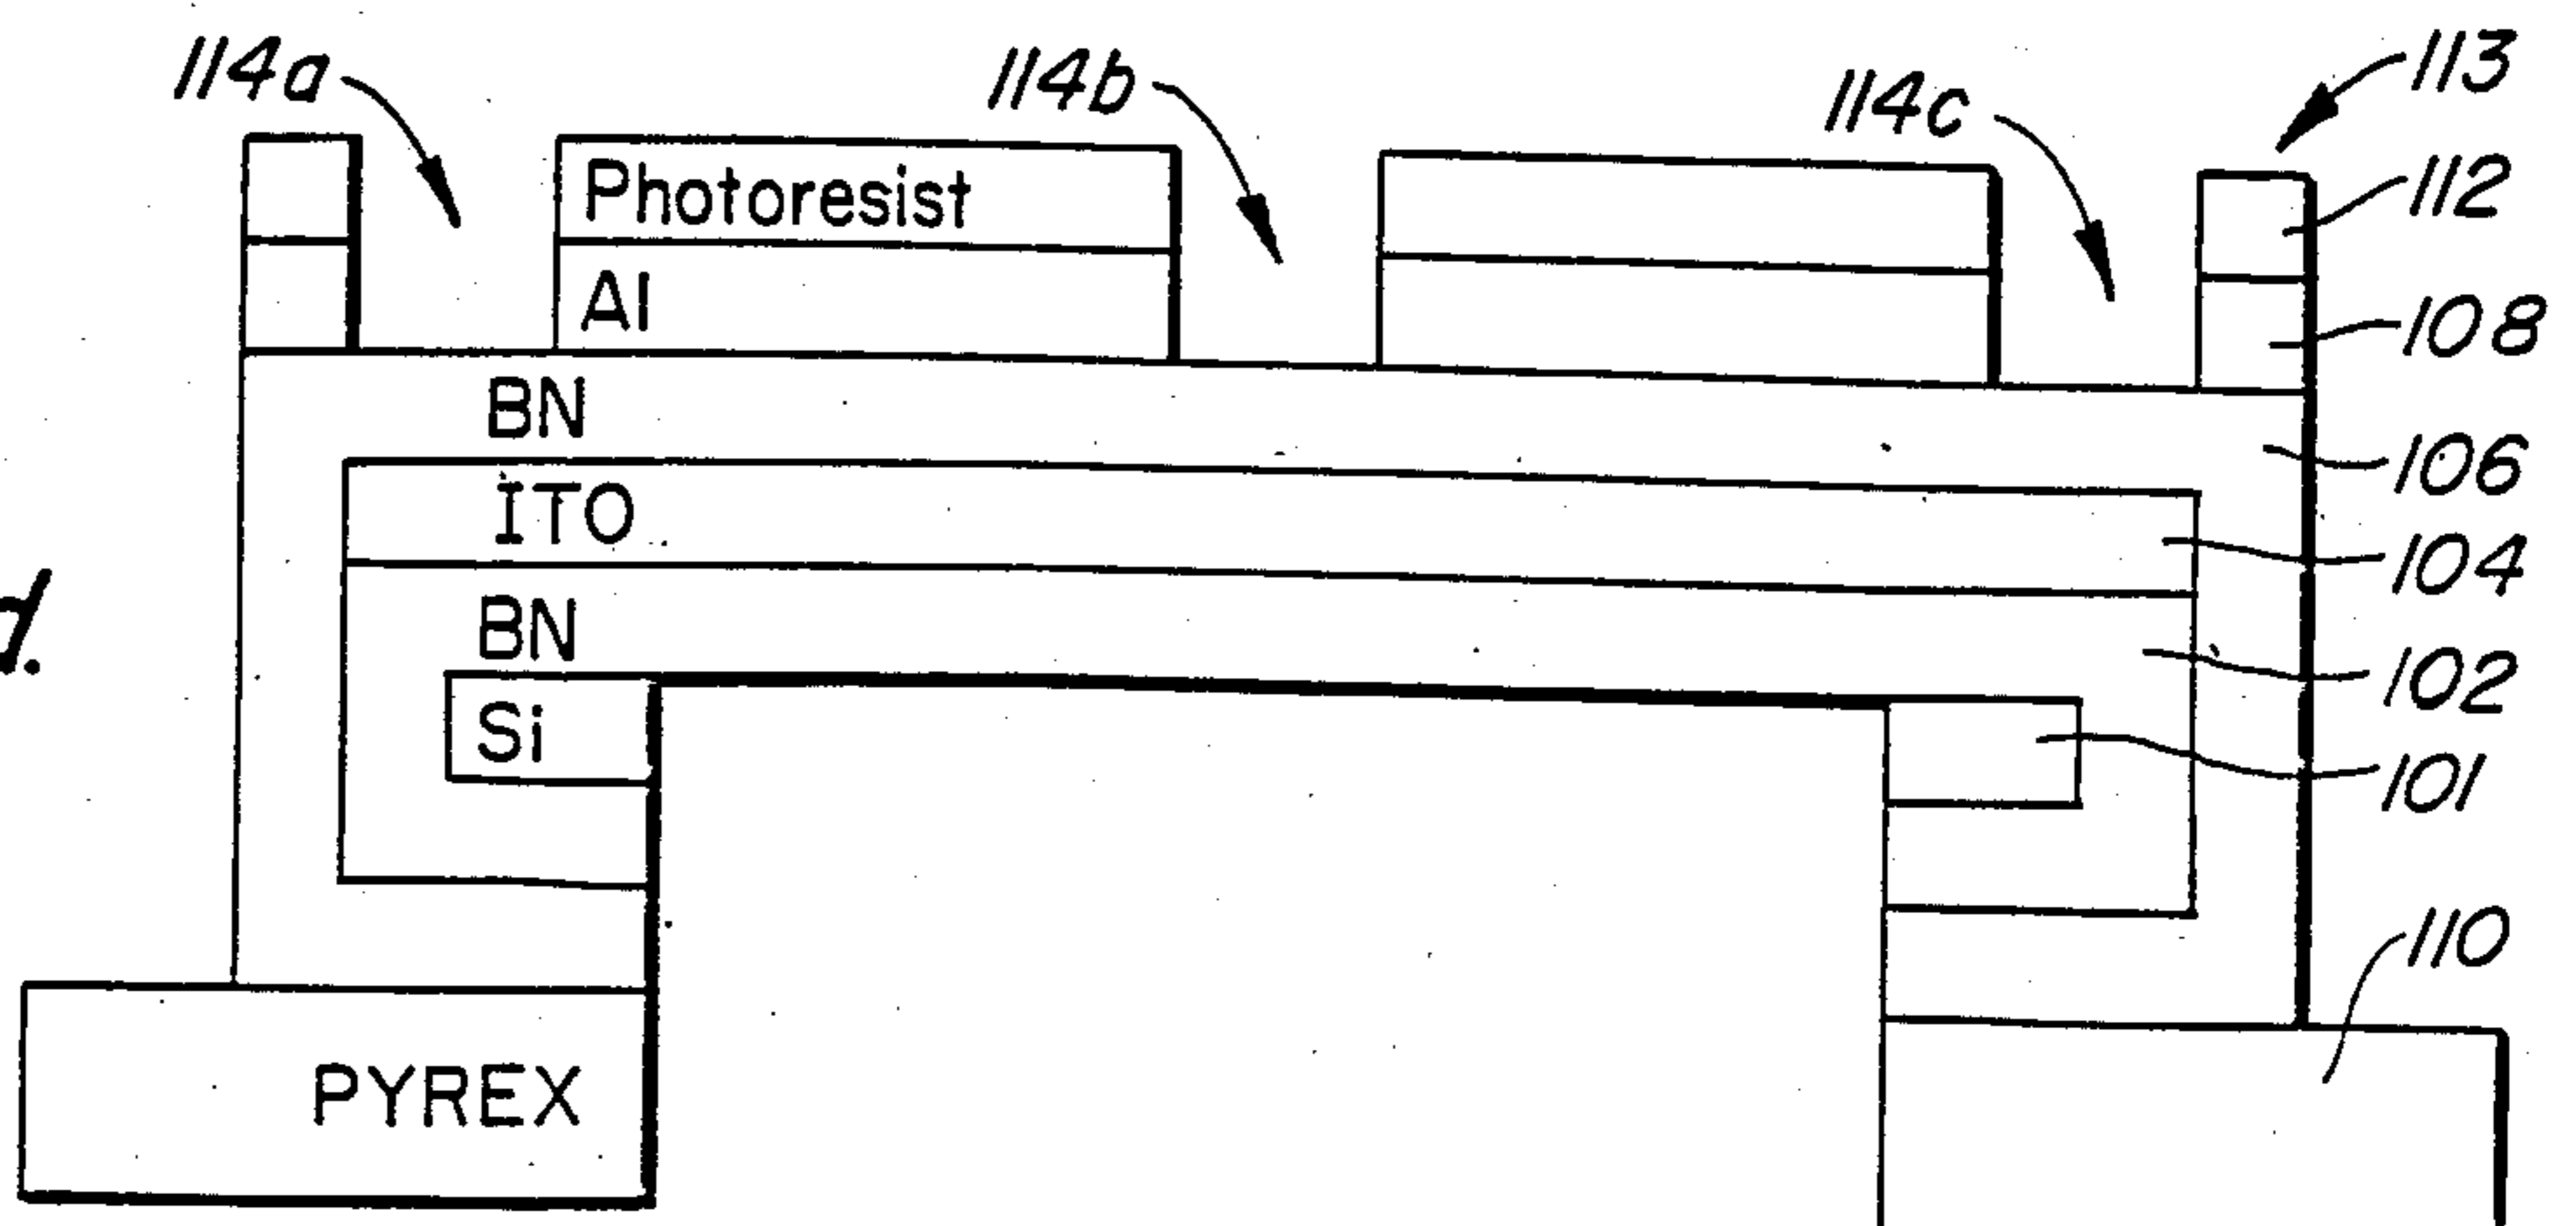 114a
114b
114c
113
Photoresist
112
Al
108
BN
106
ITO
104
d.
BN
102
Si
101
110
PYREX